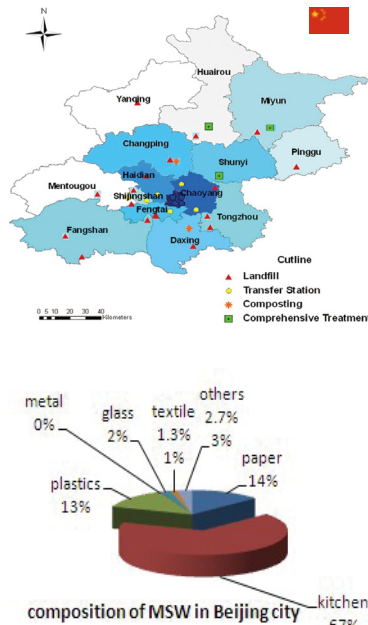 N
Huairou
Yanqing
Miyun
Changping
Pinggu
Shunyi
Haidian
Mentougou
Shijingshan
Chaoyang
Fengtai
Tongzhou
Fangshan
Daxing
Cutline
Landfill
Transfer Station
Composting
Comprehensive Treatment
0 5 10 20 30 40
Kilometers
metal
0%
glass
2%
textile
1.3%
1%
others
2.7%
3%
paper
14%
plastics
13%
kitchen
67%
composition of MSW in Beijing city